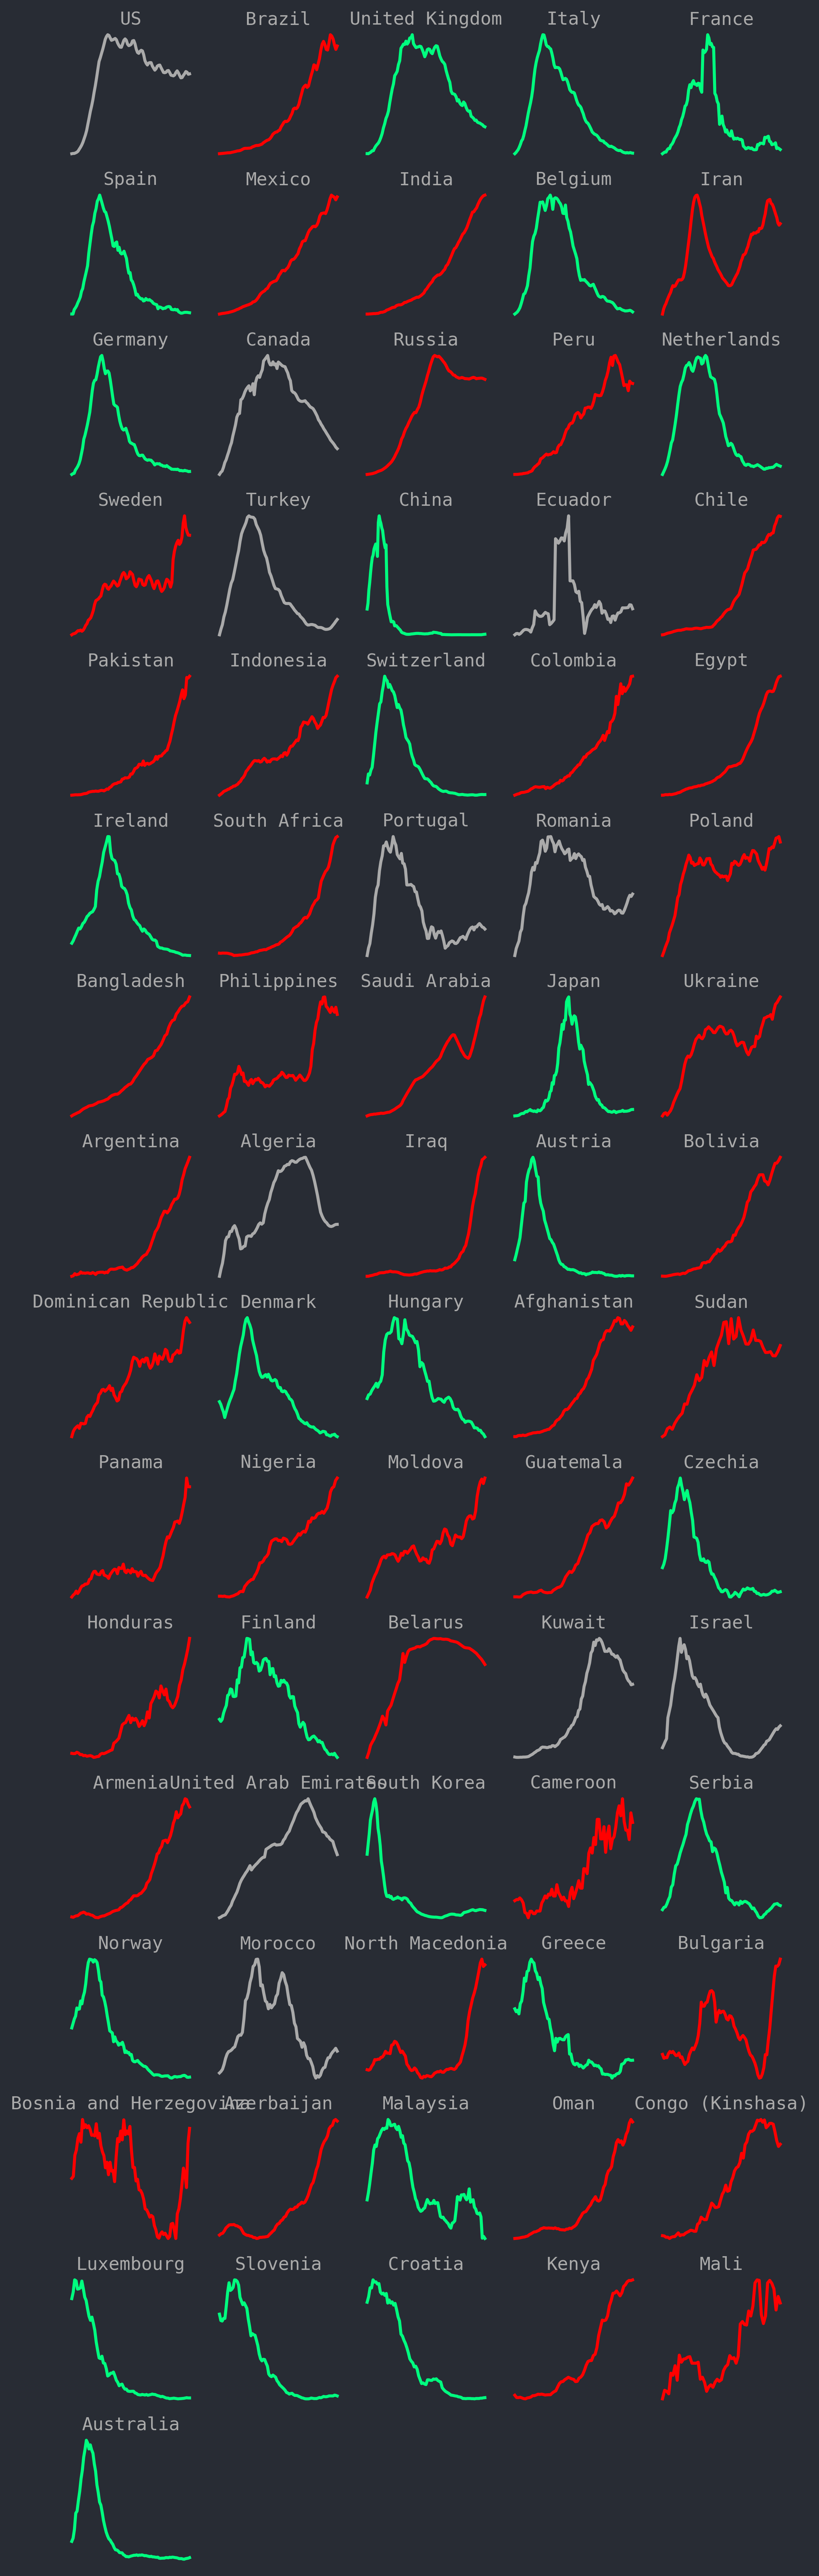 US Brazil United Kingdom Italy France
Spain Mexico India Belgium Iran
Germany Canada Russia Peru Netherlands
Sweden Turkey China Ecuador Chile
Pakistan Indonesia Switzerland Colombia Egypt
Ireland South Africa Portugal Romania Poland
Bangladesh Philippines Saudi Arabia Japan Ukraine
Argentina Algeria Iraq Austria Bolivia
Dominican Republic Denmark Hungary Afghanistan Sudan
Panama Nigeria Moldova Guatemala Czechia
Honduras Finland Belarus Kuwait Israel
Armenia United Arab Emirates South Korea Cameroon Serbia
Norway Morocco North Macedonia Greece Bulgaria
Bosnia and Herzegovina Azerbaijan Malaysia Oman Congo (Kinshasa)
Luxembourg Slovenia Croatia Kenya Mali
Australia